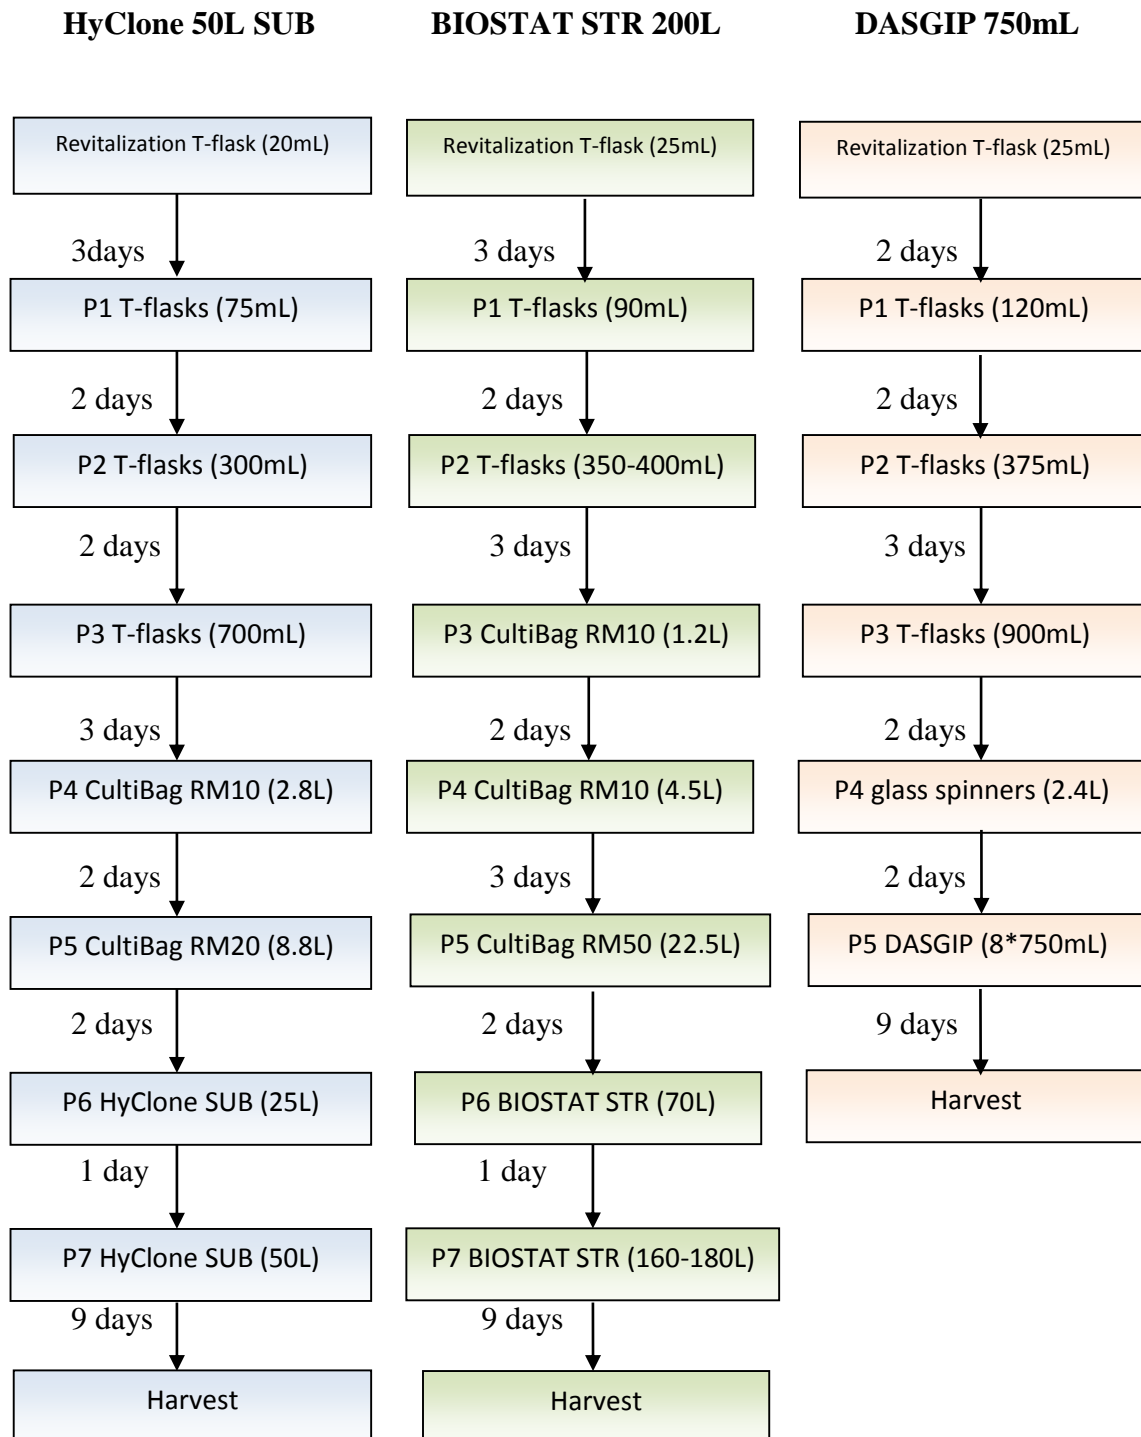 HyClone 50L SUB
BIOSTAT STR 200L
DASGIP 750mL
Revitalization T-flask (20mL)
3days
P1 T-flasks (75mL)
2 days
P2 T-flasks (300mL)
2 days
P3 T-flasks (700mL)
3 days
P4 CultiBag RM10 (2.8L)
2 days
P5 CultiBag RM20 (8.8L)
2 days
P6 HyClone SUB (25L)
1 day
P7 HyClone SUB (50L)
9 days
Harvest
Revitalization T-flask (25mL)
3 days
P1 T-flasks (90mL)
2 days
P2 T-flasks (350-400mL)
3 days
P3 CultiBag RM10 (1.2L)
2 days
P4 CultiBag RM10 (4.5L)
3 days
P5 CultiBag RM50 (22.5L)
2 days
P6 BIOSTAT STR (70L)
1 day
P7 BIOSTAT STR (160-180L)
9 days
Harvest
Revitalization T-flask (25mL)
2 days
P1 T-flasks (120mL)
2 days
P2 T-flasks (375mL)
3 days
P3 T-flasks (900mL)
2 days
P4 glass spinners (2.4L)
2 days
P5 DASGIP (8*750mL)
9 days
Harvest